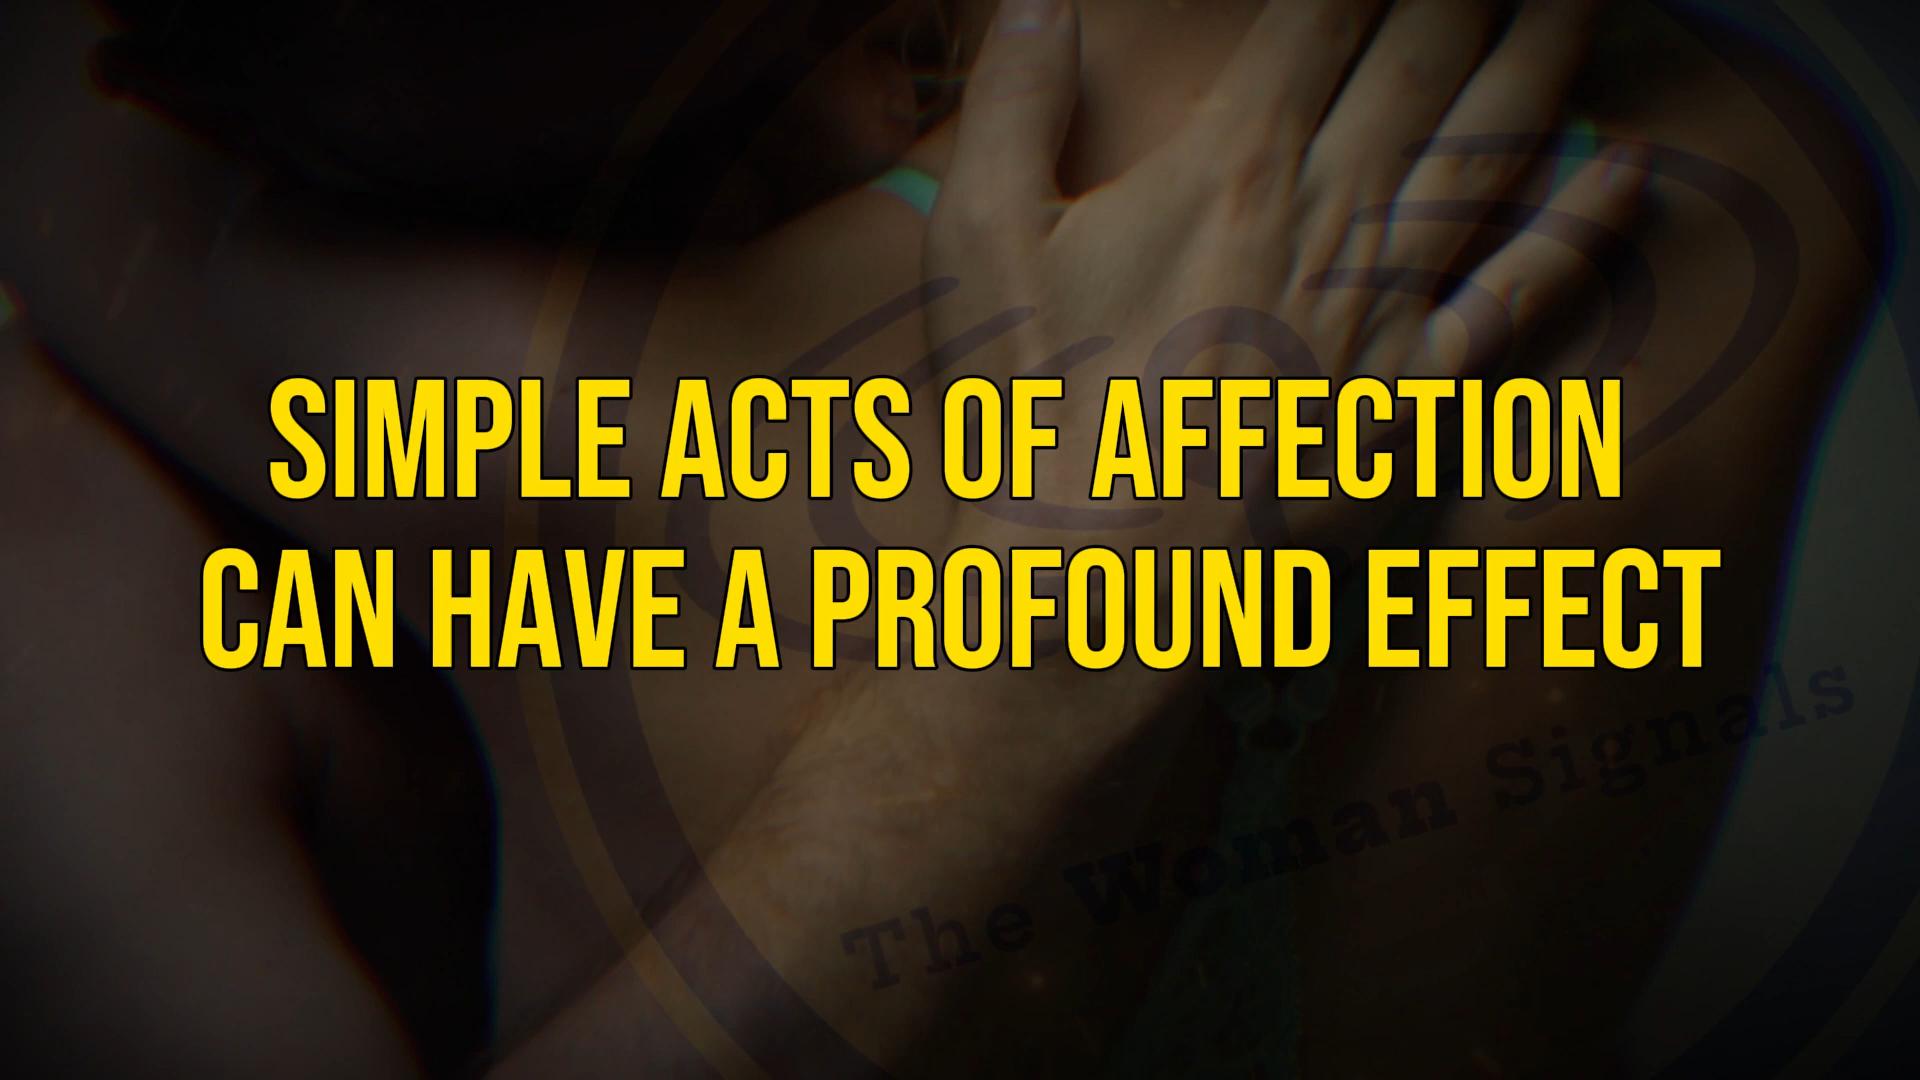 SIMPLE ACTS OF AFFECTION
CAN HAVE A PROFOUND EFFECT
The Woman Signals